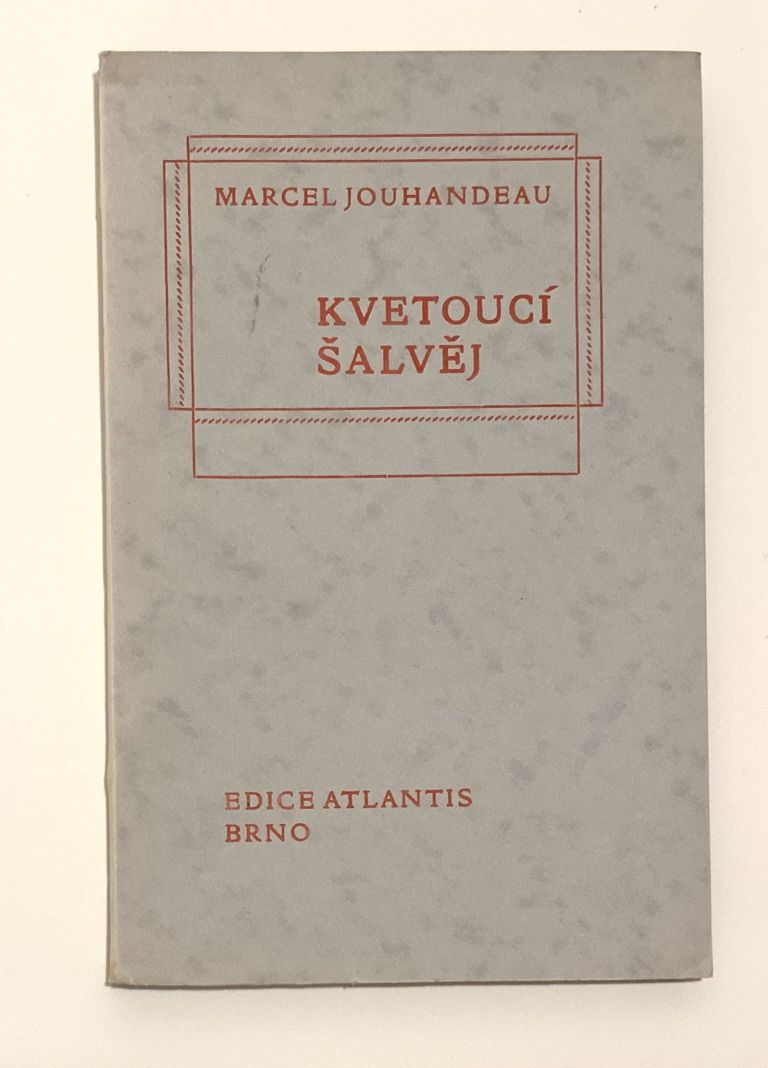 MARCEL JOUHANDEAU
KVETOUCÍ
ŠALVĚJ
EDICE ATLANTIS
BRNO